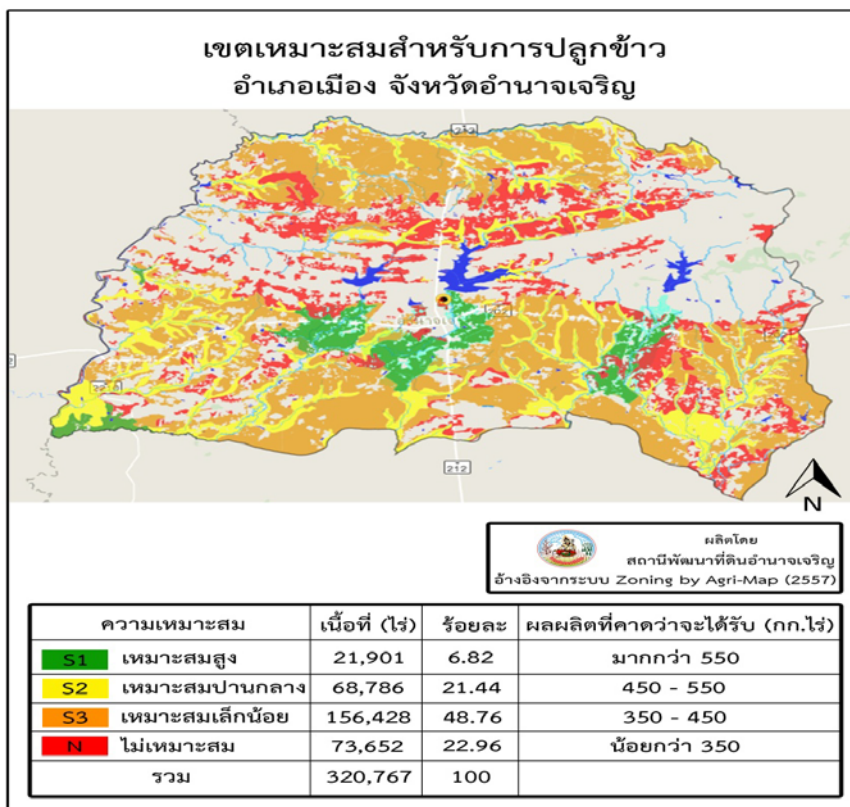 เขตเหมาะสมสำหรับการปลูกข้าว
อำเภอเมือง จังหวัดอำนาจเจริญ
212
202
212
N
ผลิตโดย
สถานีพัฒนาที่ดินอำนาจเจริญ
อ้างอิงจากระบบ Zoning by Agri-Map (2557)
ความเหมาะสม เนื้อที่ (ไร่) ร้อยละ ผลผลิตที่คาดว่าจะได้รับ (กก.ไร่)
S1 เหมาะสมสูง 21,901 6.82 มากกว่า 550
S2 เหมาะสมปานกลาง 68,786 21.44 450 - 550
S3 เหมาะสมเล็กน้อย 156,428 48.76 350 - 450
N ไม่เหมาะสม 73,652 22.96 น้อยกว่า 350
รวม 320,767 100